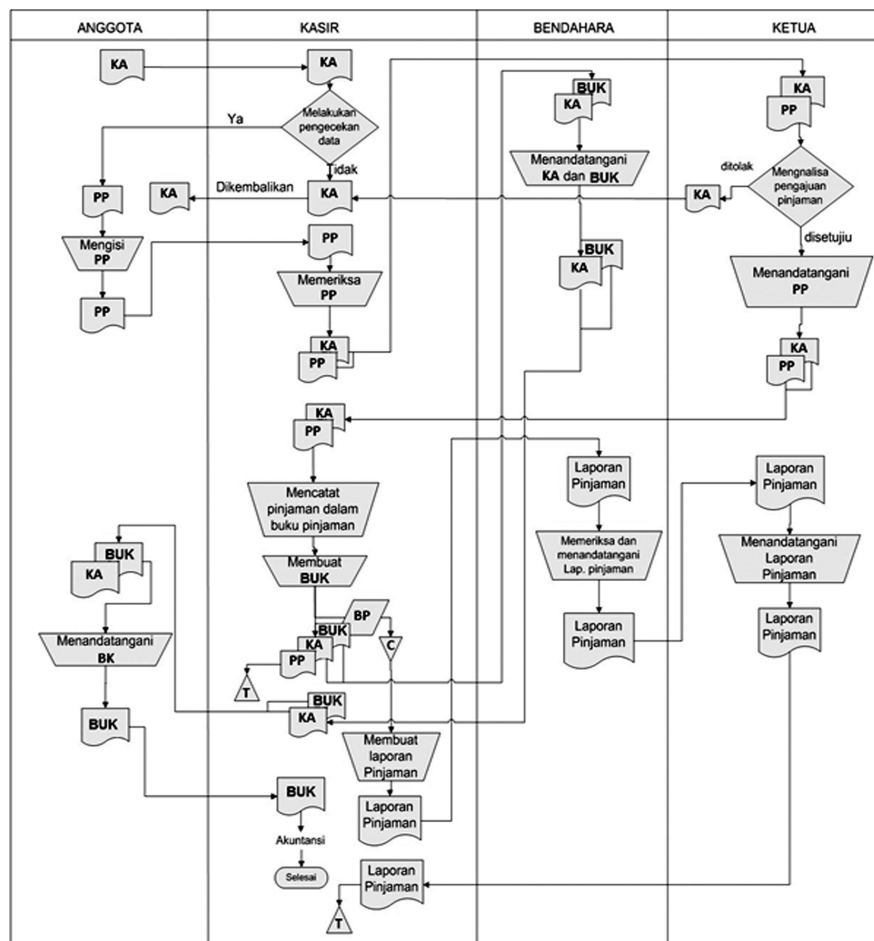 ANGGOTA
KASIR
BENDAHARA
KETUA
KA
KA
Melakukan
pengecekan
data
Ya
Tidak
KA
Dikembalikan
KA
PP
Mengisi
PP
PP
PP
Memeriksa
PP
KA
PP
BUK
KA
Menandatangani
KA dan BUK
BUK
KA
KA
PP
Mengnalisa
pengajuan
pinjaman
ditolak
KA
disetujiu
Menandatangani
PP
KA
PP
KA
PP
Mencatat
pinjaman dalam
buku pinjaman
Membuat
BUK
BP
BUK
KA
PP
T
C
BUK
KA
BUK
KA
Menandatangani
BK
BUK
BUK
Akuntansi
Selesai
Membuat
laporan
Pinjaman
Laporan
Pinjaman
Laporan
Pinjaman
Memeriksa dan
menandatangani
Lap. pinjaman
Laporan
Pinjaman
Laporan
Pinjaman
Menandatangani
Laporan
Pinjaman
Laporan
Pinjaman
Laporan
Pinjaman
T